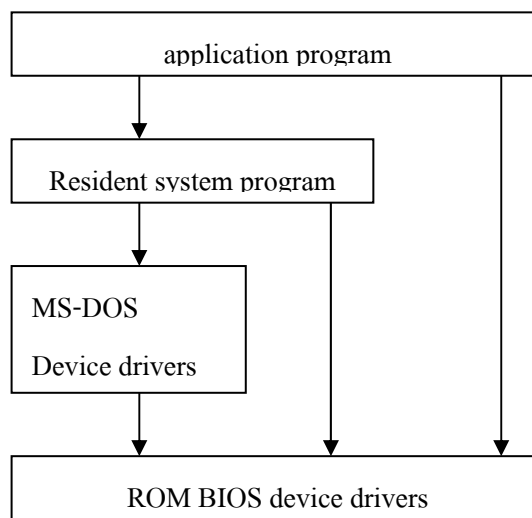 application program
Resident system program
MS-DOS
Device drivers
ROM BIOS device drivers